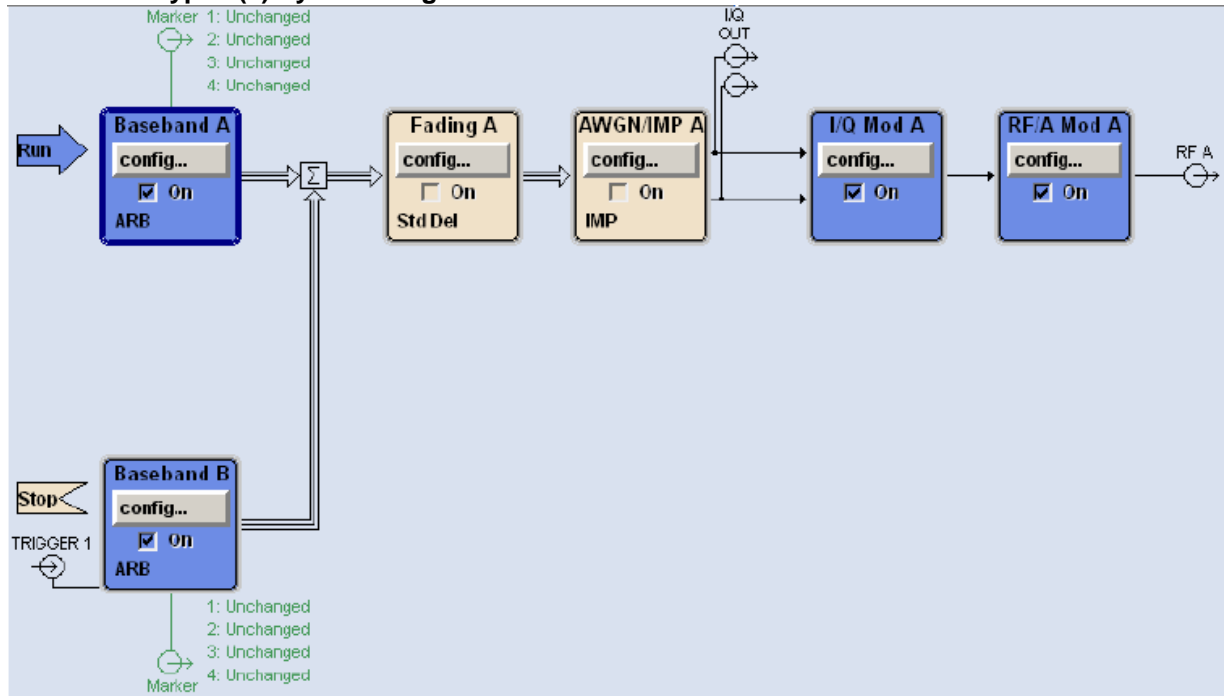 Marker 1: Unchanged
2: Unchanged
3: Unchanged
4: Unchanged
I/Q
OUT
Run
Baseband A
config...
On
ARB
Σ
Fading A
config...
On
Std Del
AWGN/IMP A
config...
On
IMP
I/Q Mod A
config...
On
RF/A Mod A
config...
On
RF A
Stop
TRIGGER 1
Baseband B
config...
On
ARB
1: Unchanged
2: Unchanged
3: Unchanged
Marker 4: Unchanged